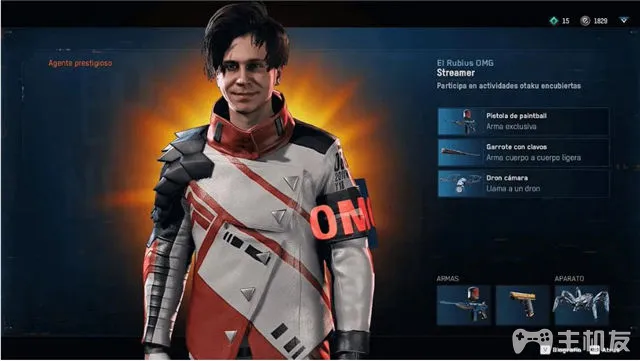 15
1829
Agente prestigioso
El Rubius OMG
Streamer
Participa en actividades otaku encubiertas
Pistola de paintball
Arma exclusiva
Garrote con clavos
Arma cuerpo a cuerpo ligera
Dron cámara
Llama a un dron
OMG
ARMAS
APARATO
Biografía
主机友